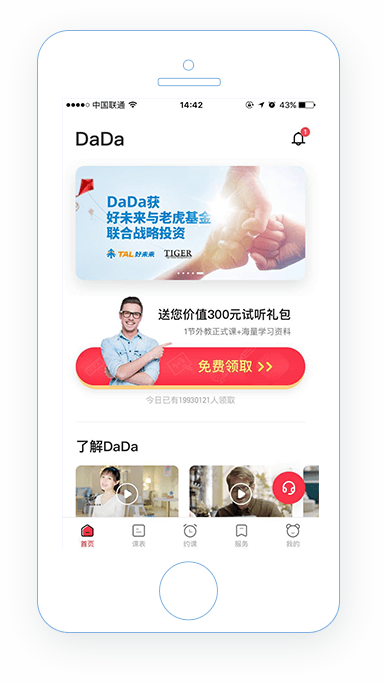 中国联通
14:42
43%
DaDa
1
DaDa获
好未来与老虎基金
联合战略投资
TAL好未来 TIGER
送您价值300元试听礼包
1节外教正式课+海量学习资料
免费领取 >>
今日已有19930121人领取
了解DaDa
首页 课表 约课 服务 我的